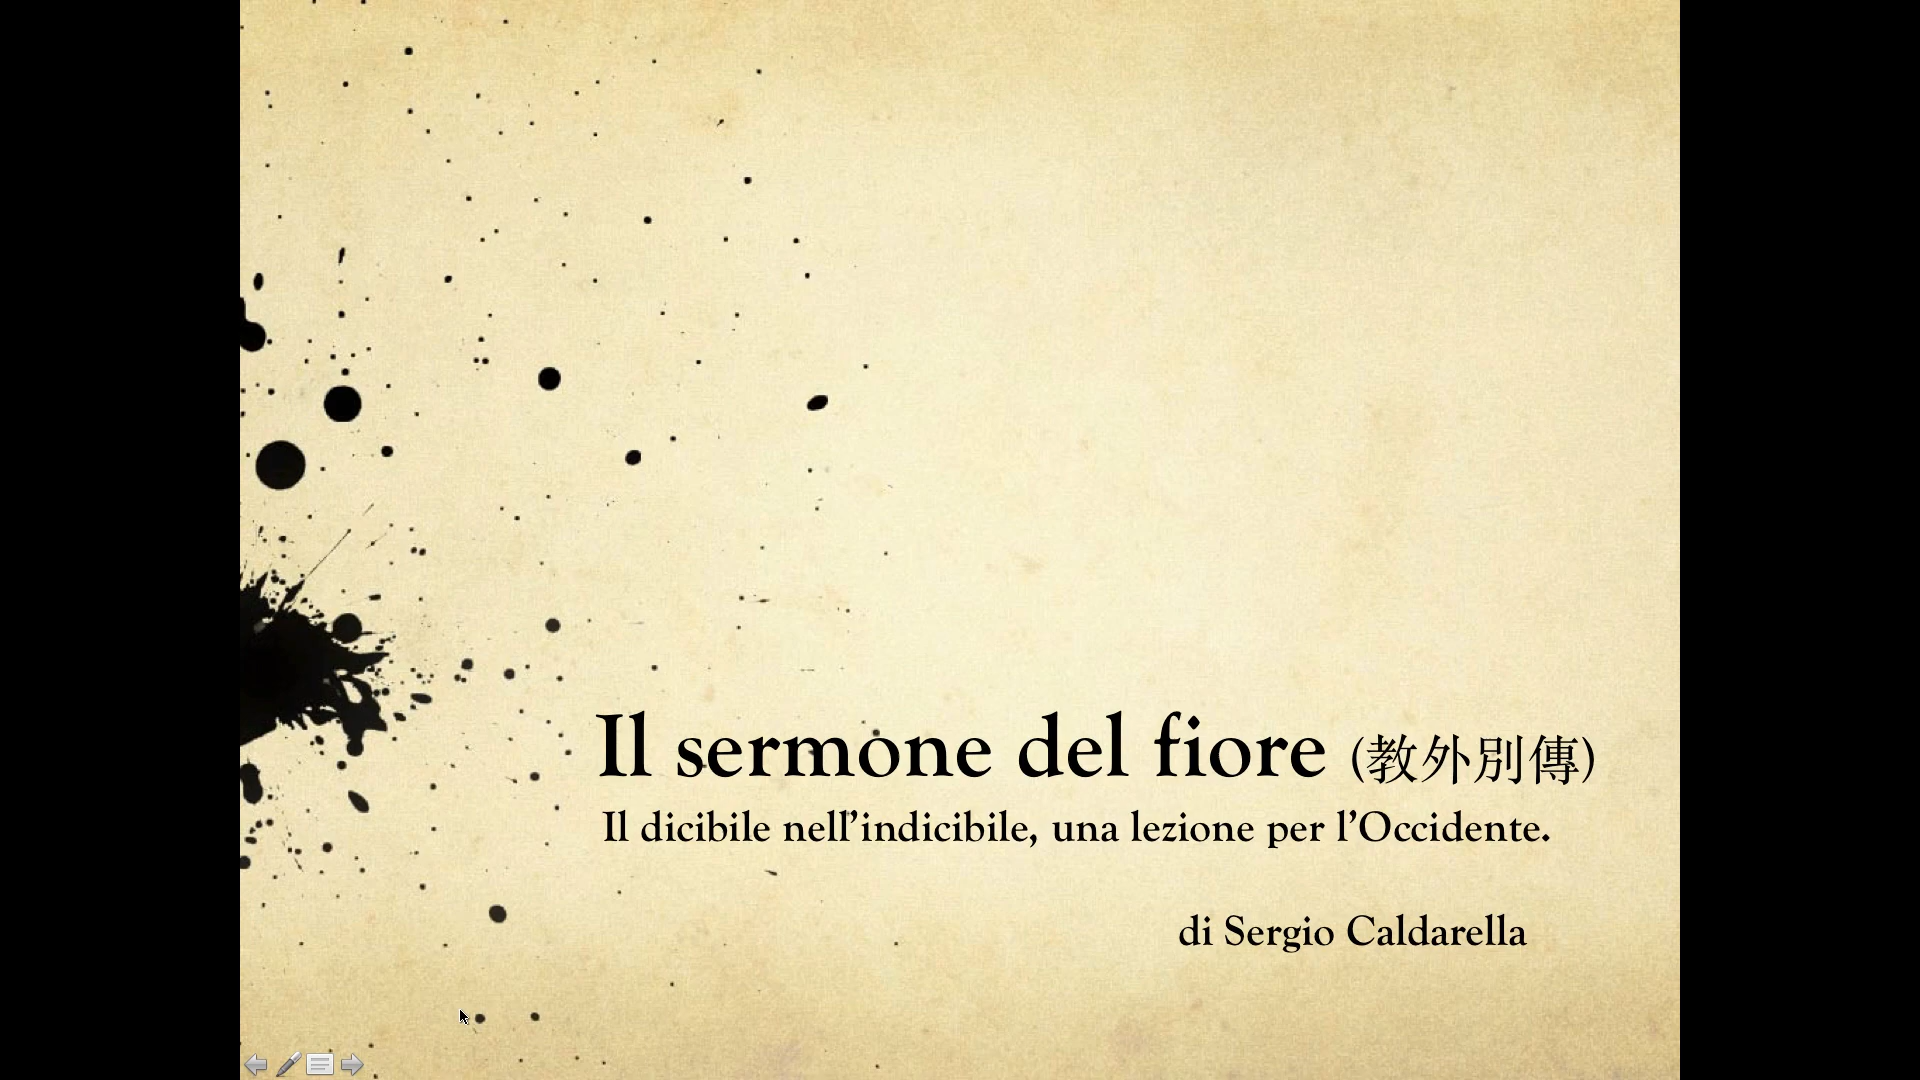 Il sermone del fiore (教外別傳)
Il dicibile nell’indicibile, una lezione per l’Occidente.
di Sergio Caldarella